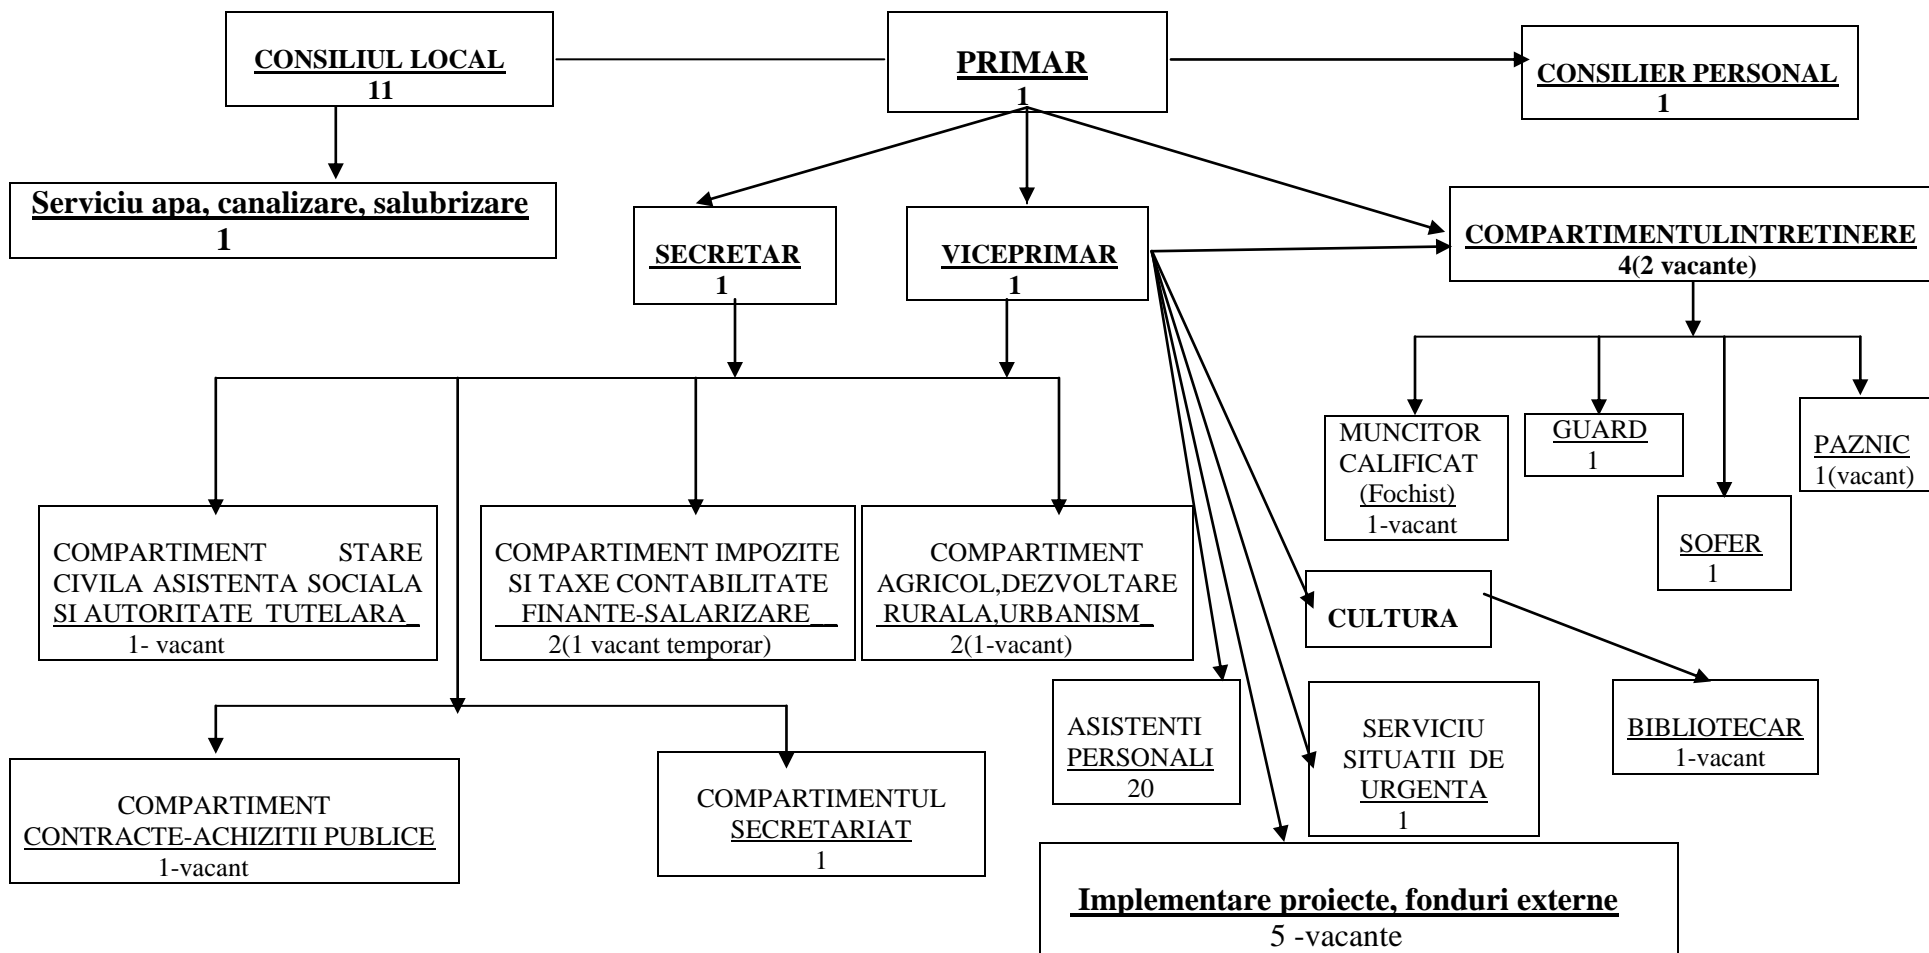 CONSILIUL LOCAL
11
PRIMAR
1
CONSILIER PERSONAL
1
Serviciu apa, canalizare, salubrizare
1
SECRETAR
1
VICEPRIMAR
1
COMPARTIMENTULINTRETINERE
4(2 vacante)
MUNCITOR
CALIFICAT
(Fochist)
1-vacant
GUARD
1
SOFER
1
PAZNIC
1(vacant)
COMPARTIMENT STARE
CIVILA ASISTENTA SOCIALA
SI AUTORITATE TUTELARA_
1- vacant
COMPARTIMENT IMPOZITE
SI TAXE CONTABILITATE
FINANTE-SALARIZARE__
2(1 vacant temporar)
COMPARTIMENT
AGRICOL,DEZVOLTARE
RURALA,URBANISM_
2(1-vacant)
CULTURA
ASISTENTI
PERSONALI
20
SERVICIU
SITUATII DE
URGENTA
1
BIBLIOTECAR
1-vacant
COMPARTIMENT
CONTRACTE-ACHIZITII PUBLICE
1-vacant
COMPARTIMENTUL
SECRETARIAT
1
Implementare proiecte, fonduri externe
5 -vacante